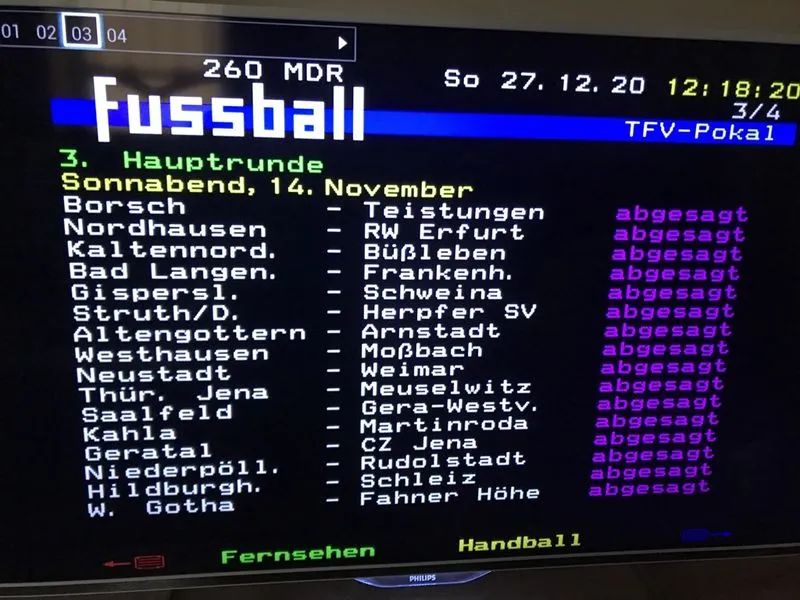 01 02 03 04
260 MDR So 27.12.20 12:18:20
Fussball 3/4
TFV-Pokal
3. Hauptrunde
Sonnabend, 14. November
Borsch - Teistungen abgesagt
Nordhausen - RW Erfurt abgesagt
Kaltennord. - Büßleben abgesagt
Bad Langen. - Frankenh. abgesagt
Gispersl. - Schweina abgesagt
Struth/D. - Herpfer SV abgesagt
Altengottern - Arnstadt abgesagt
Westhausen - Moßbach abgesagt
Neustadt - Weimar abgesagt
Thür. Jena - Meuselwitz abgesagt
Saalfeld - Gera-Westv. abgesagt
Kahla - Martinroda abgesagt
Geratal - CZ Jena abgesagt
Niederpöll. - Rudolstadt abgesagt
Hildburgh. - Schleiz abgesagt
W. Gotha - Fahner Höhe abgesagt
Fernsehen Handball
PHILIPS